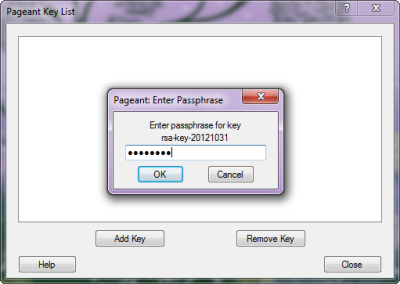 Pageant Key List
Pageant: Enter Passphrase
Enter passphrase for key
rsa-key-20121031
••••••••
OK Cancel
Add Key Remove Key
Help Close